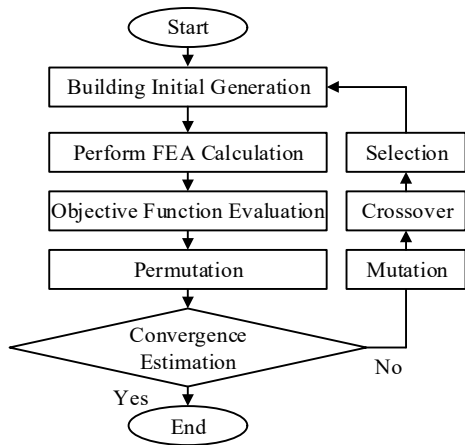 Start
Building Initial Generation
Perform FEA Calculation
Selection
Objective Function Evaluation
Crossover
Permutation
Mutation
Convergence
Estimation
No
Yes
End